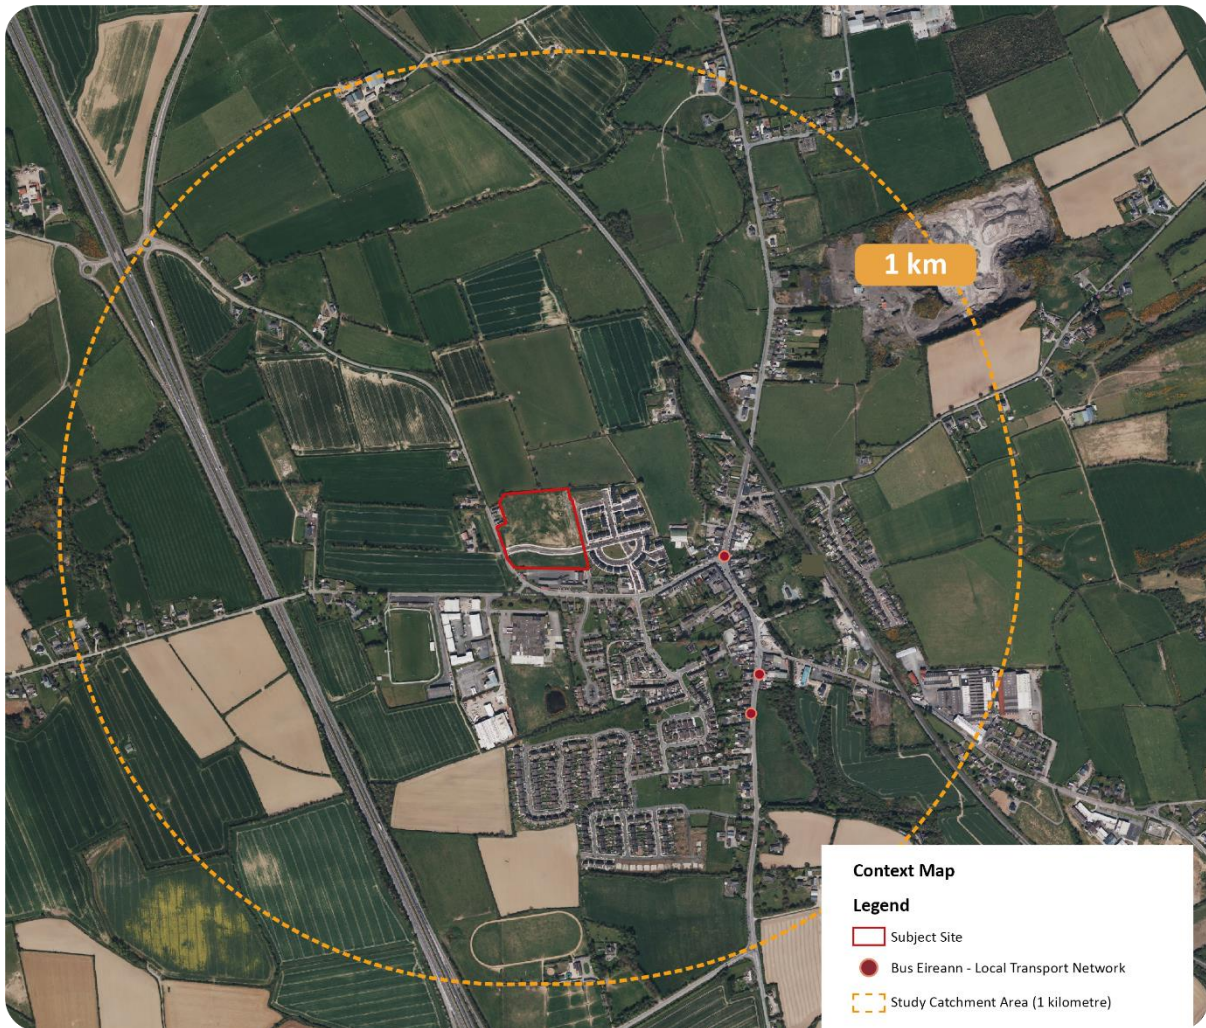 1 km
Context Map
Legend
Subject Site
Bus Eireann - Local Transport Network
Study Catchment Area (1 kilometre)